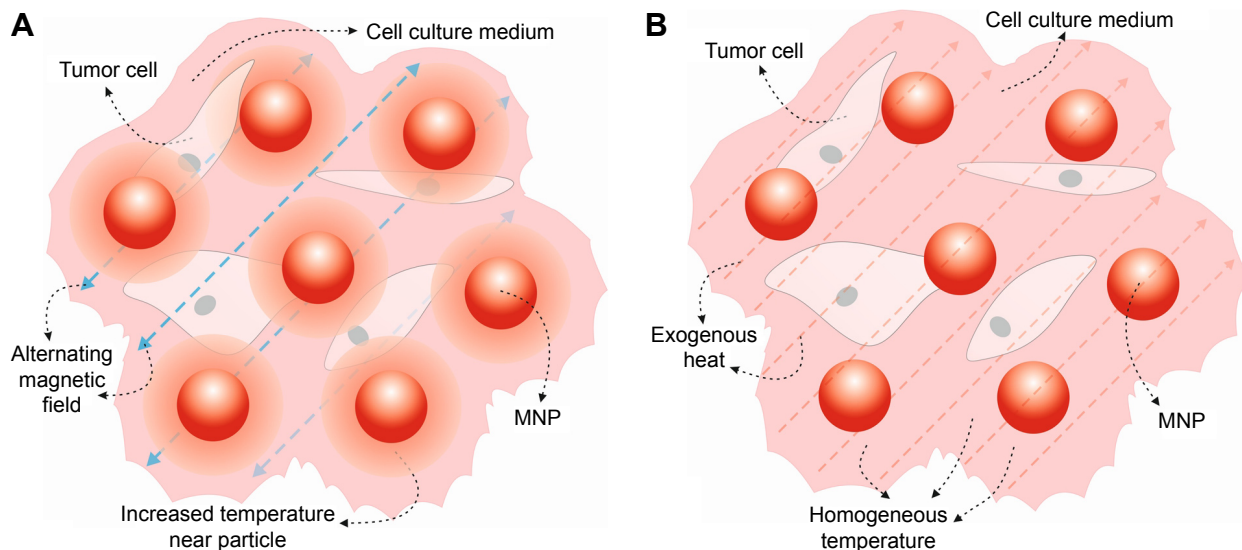 A
Cell culture medium
Tumor cell
Alternating
magnetic
field
MNP
Increased temperature
near particle
B
Cell culture medium
Tumor cell
Exogenous
heat
MNP
Homogeneous
temperature